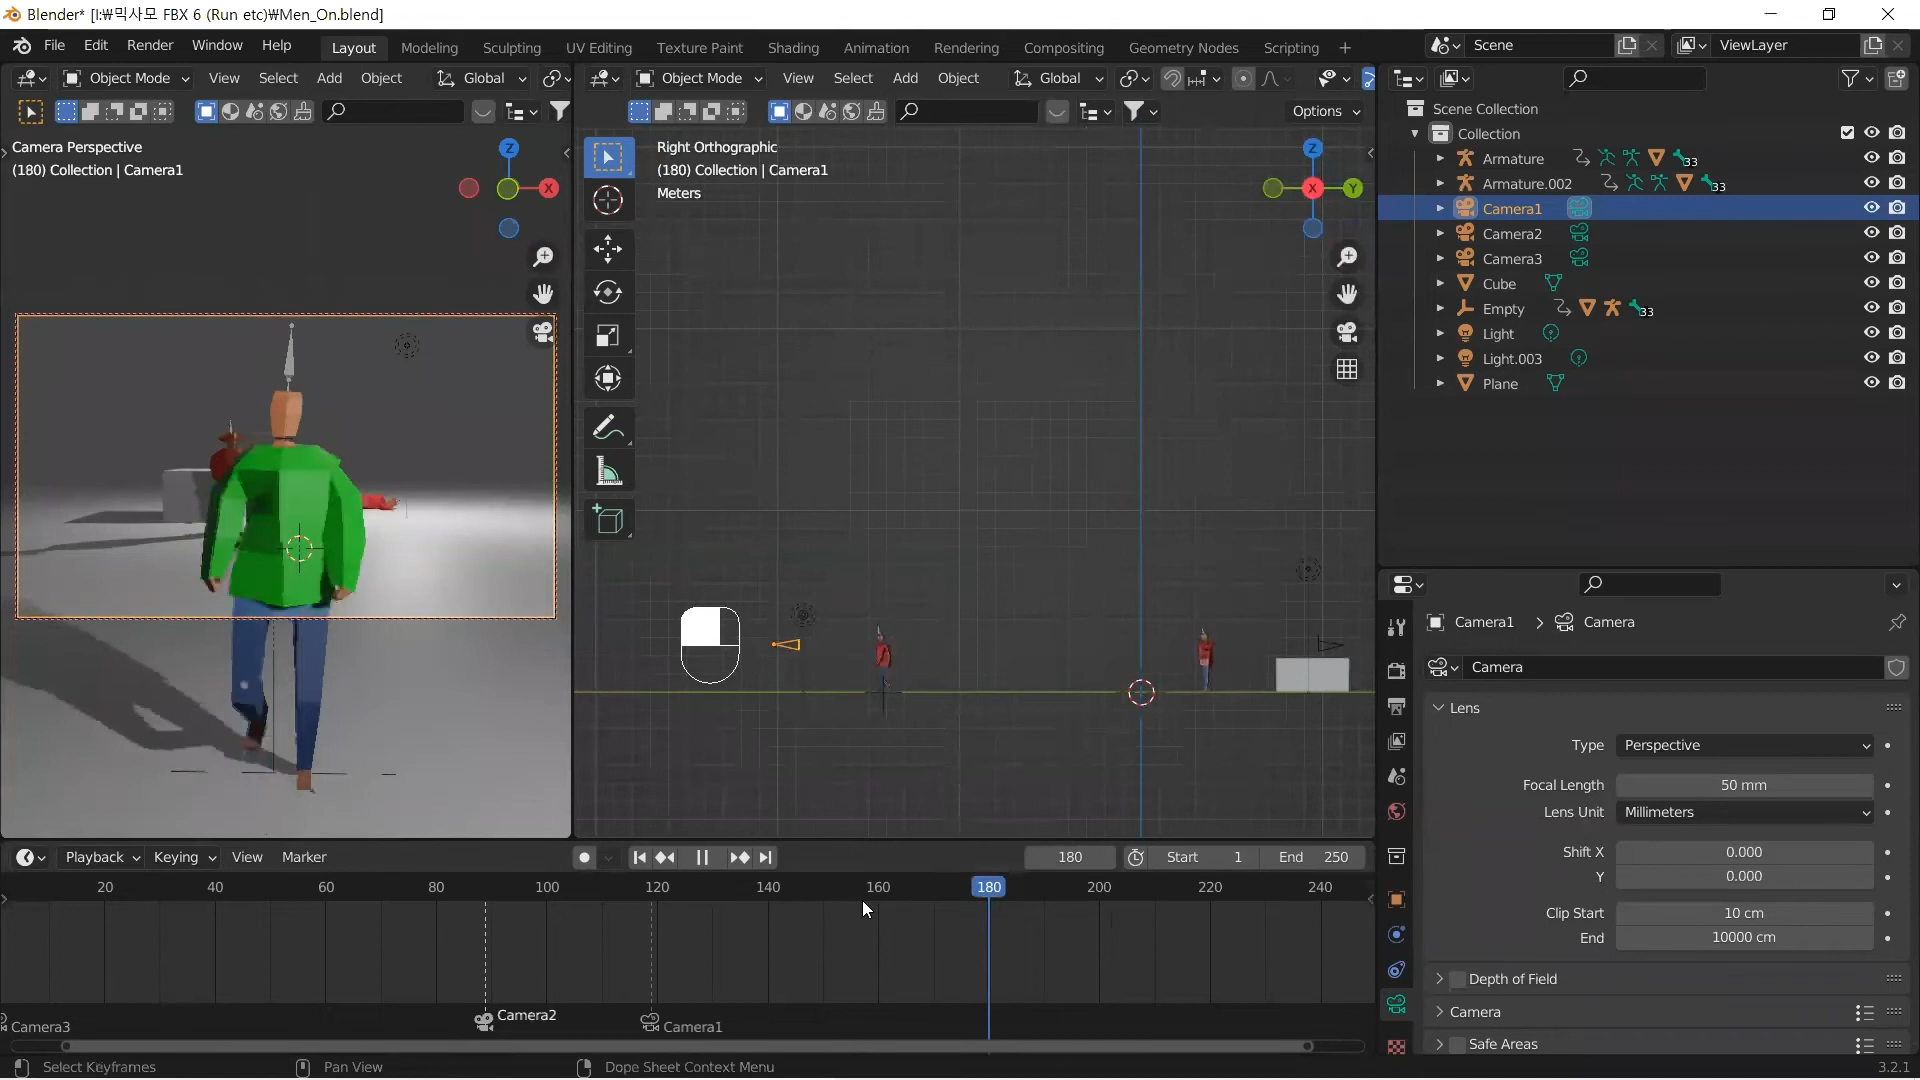 Blender* [I:₩믹사모 FBX 6 (Run etc)₩Men_On.blend]
File Edit Render Window Help
Layout Modeling Sculpting UV Editing Texture Paint Shading Animation Rendering Compositing Geometry Nodes Scripting +
Scene
ViewLayer
Object Mode View Select Add Object Global
Object Mode View Select Add Object Global
Options
Camera Perspective
(180) Collection | Camera1
Z
X
Right Orthographic
(180) Collection | Camera1
Meters
Z
X
Y
Scene Collection
Collection
Armature 33
Armature.002 33
Camera1
Camera2
Camera3
Cube
Empty 33
Light
Light.003
Plane
Camera1 > Camera
Camera
Lens
Type Perspective
Focal Length 50 mm
Lens Unit Millimeters
Shift X 0.000
Y 0.000
Clip Start 10 cm
End 10000 cm
Depth of Field
Camera
Safe Areas
Playback Keying View Marker
180
Start 1
End 250
20 40 60 80 100 120 140 160 180 200 220 240
Camera3
Camera2
Camera1
Select Keyframes
Pan View
Dope Sheet Context Menu
3.2.1